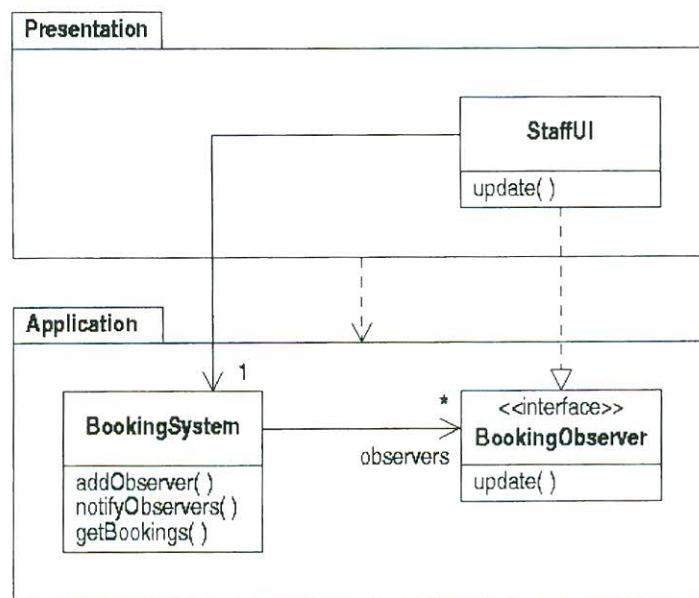 Presentation
StaffUI
update( )
Application
1
*
BookingSystem
<<interface>>
BookingObserver
observers
addObserver( )
notifyObservers( )
getBookings( )
update( )